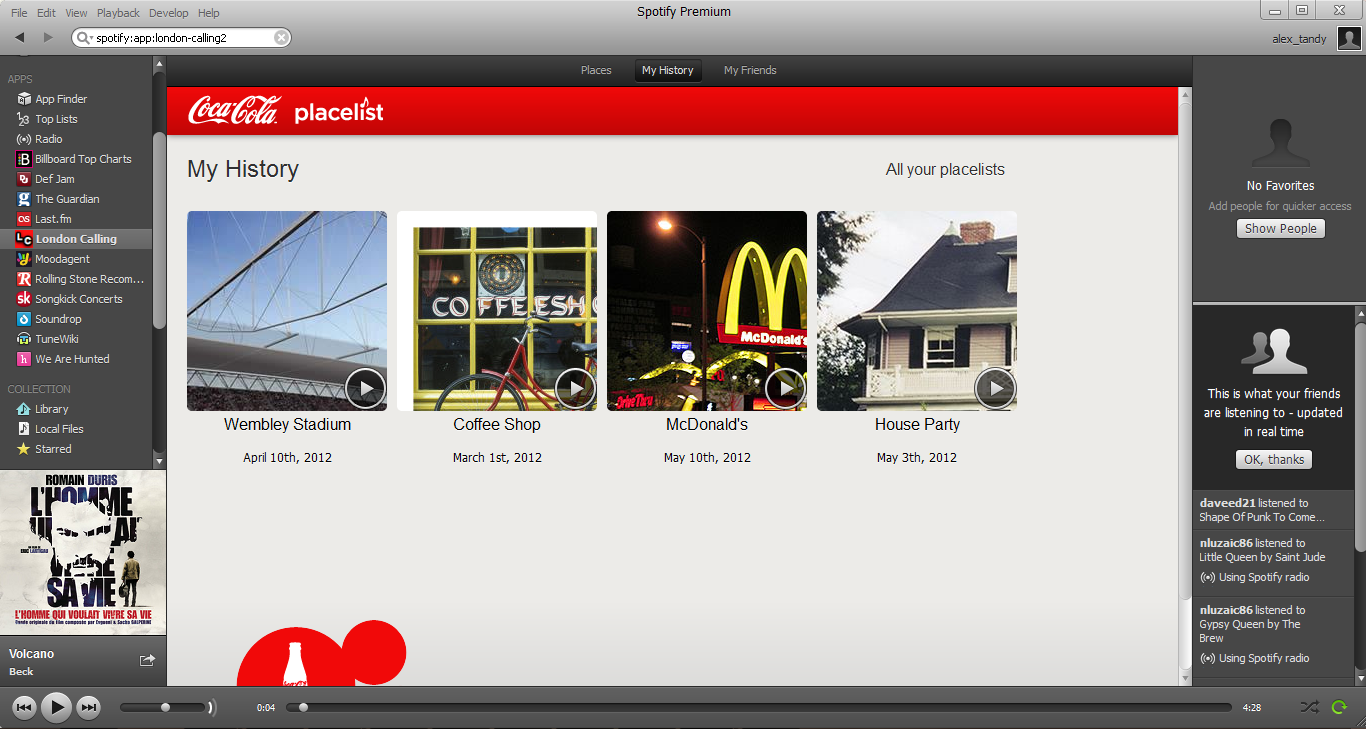 Spotify Premium
File Edit View Playback Develop Help
spotify:app:london-calling2
alex_tandy
APPS
App Finder
Top Lists
Radio
Billboard Top Charts
Def Jam
The Guardian
Last.fm
London Calling
Moodagent
Rolling Stone Recom...
Songkick Concerts
Soundrop
TuneWiki
We Are Hunted
COLLECTION
Library
Local Files
Starred
ROMAIN DURIS
L'HOMME
SA VIE
L'HOMME QUI VOULAIT VIVRE SA VIE
Volcano
Beck
Places My History My Friends
Coca-Cola placelist
My History All your placelists
COFFEE SH
McDonald's
Drive Thru
Wembley Stadium Coffee Shop McDonald's House Party
April 10th, 2012 March 1st, 2012 May 10th, 2012 May 3th, 2012
No Favorites
Add people for quicker access
Show People
This is what your friends
are listening to - updated
in real time
OK, thanks
daveed21 listened to
Shape Of Punk To Come...
nluzaic86 listened to
Little Queen by Saint Jude
Using Spotify radio
nluzaic86 listened to
Gypsy Queen by The
Brew
Using Spotify radio
0:04 4:28